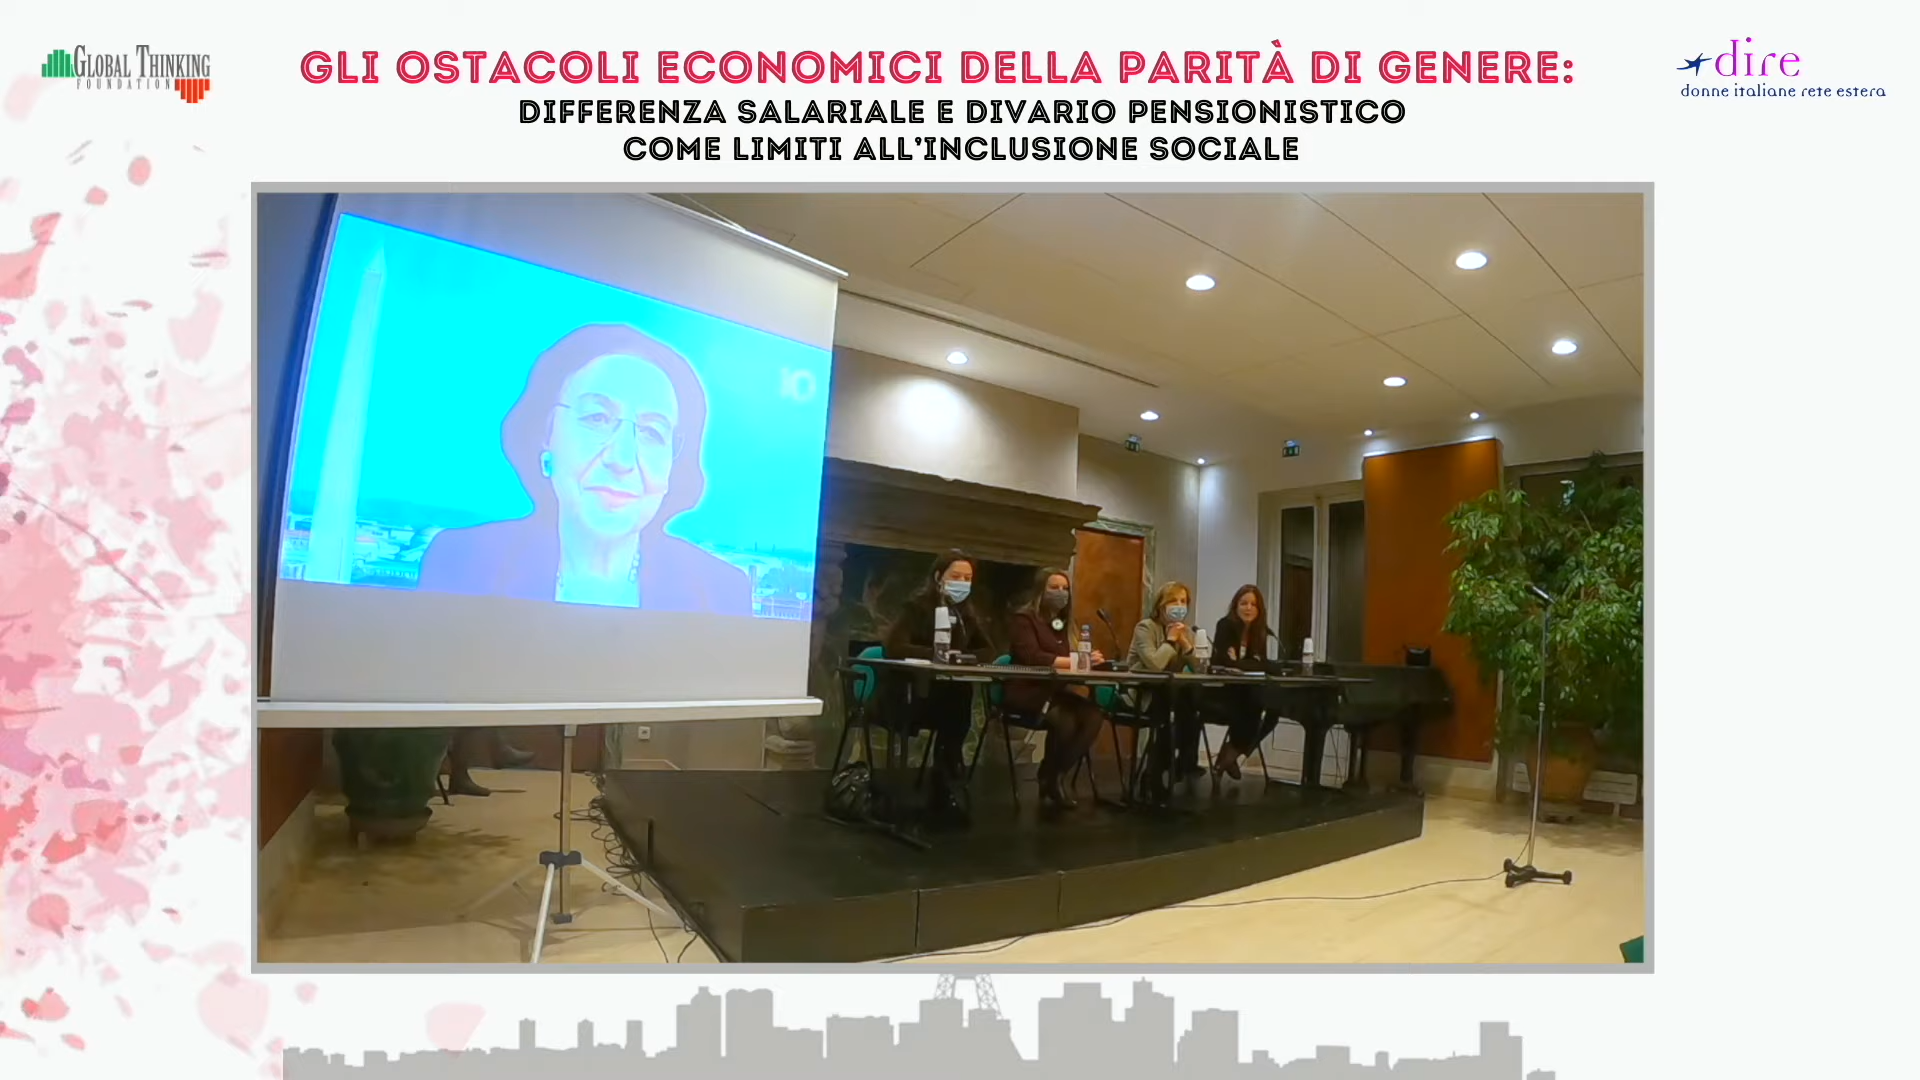 GLOBAL THINKING
FOUNDATION
GLI OSTACOLI ECONOMICI DELLA PARITÀ DI GENERE:
DIFFERENZA SALARIALE E DIVARIO PENSIONISTICO
COME LIMITI ALL'INCLUSIONE SOCIALE
dire
donne italiane rete estera